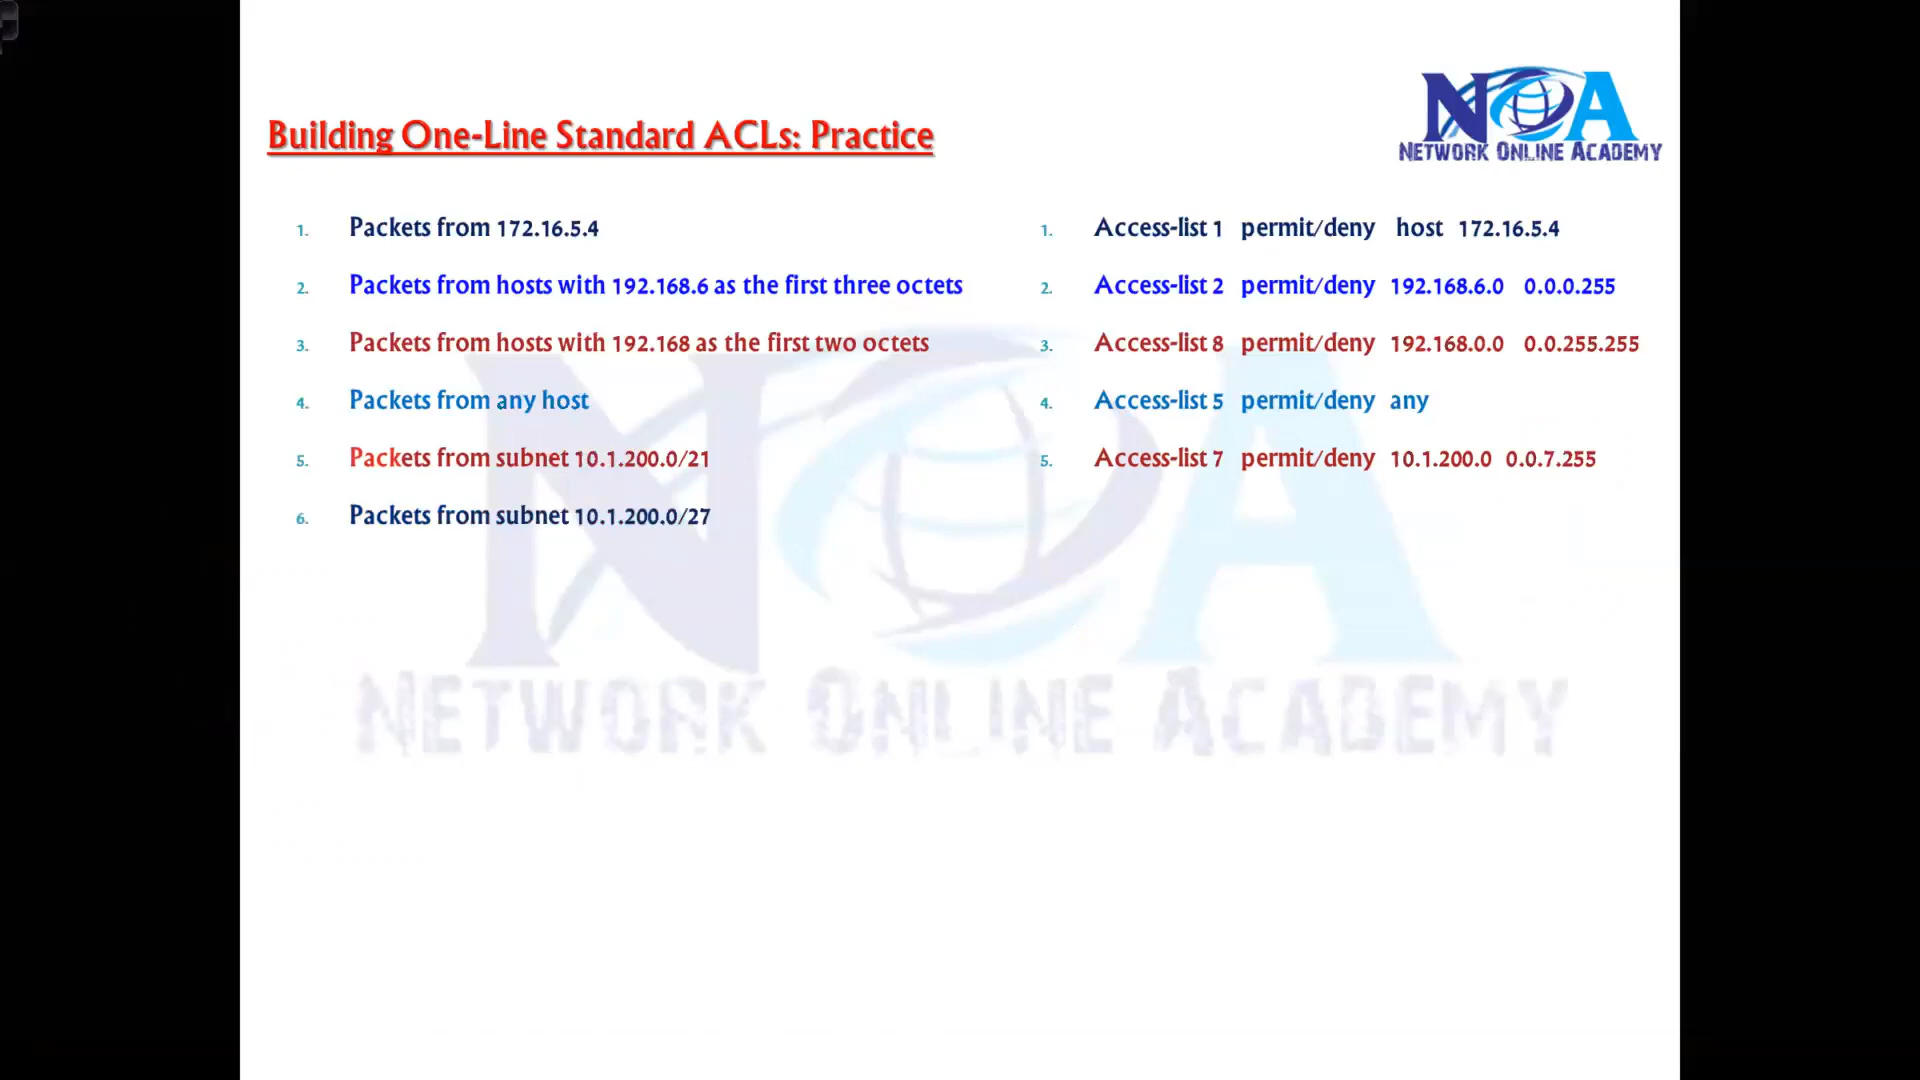 NOA
NETWORK ONLINE ACADEMY
Building One-Line Standard ACLs: Practice
1. Packets from 172.16.5.4
2. Packets from hosts with 192.168.6 as the first three octets
3. Packets from hosts with 192.168 as the first two octets
4. Packets from any host
5. Packets from subnet 10.1.200.0/21
6. Packets from subnet 10.1.200.0/27
1. Access-list 1 permit/deny host 172.16.5.4
2. Access-list 2 permit/deny 192.168.6.0 0.0.0.255
3. Access-list 8 permit/deny 192.168.0.0 0.0.255.255
4. Access-list 5 permit/deny any
5. Access-list 7 permit/deny 10.1.200.0 0.0.7.255
NOA
NETWORK ONLINE ACADEMY